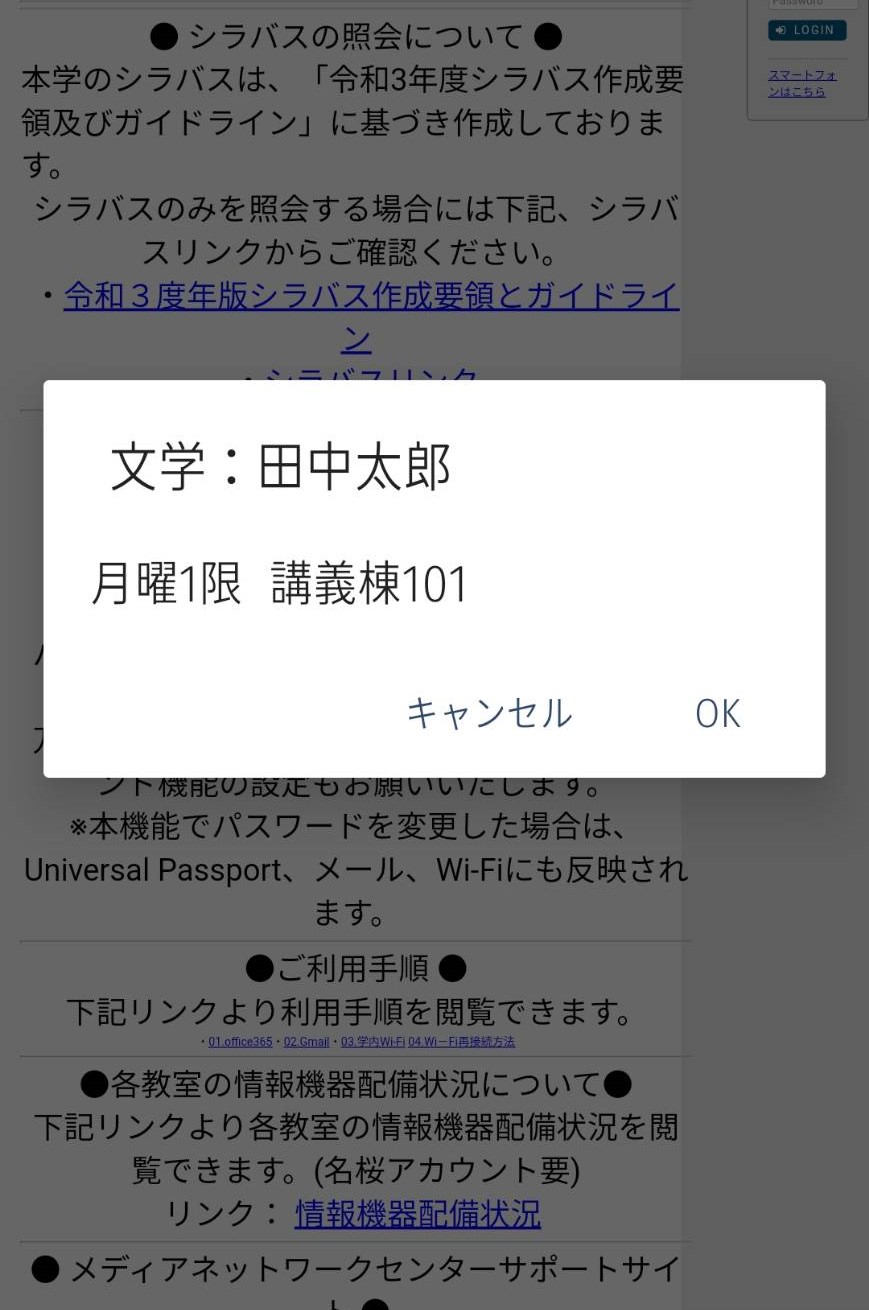 Password
LOGIN
スマートフォ
ンはこちら
● シラバスの照会について ●
本学のシラバスは、「令和3年度シラバス作成要
領及びガイドライン」に基づき作成しておりま
す。
シラバスのみを照会する場合には下記、シラバ
スリンクからご確認ください。
・令和３度年版シラバス作成要領とガイドライ
ン
・シラバスリンク
文学：田中太郎
月曜1限 講義棟101
キャンセル OK
ント機能の設定もお願いいたします。
※本機能でパスワードを変更した場合は、
Universal Passport、メール、Wi-Fiにも反映され
ます。
●ご利用手順 ●
下記リンクより利用手順を閲覧できます。
・01.office365・02.Gmail・03.学内Wi-Fi 04.Wi－Fi再接続方法
●各教室の情報機器配備状況について●
下記リンクより各教室の情報機器配備状況を閲
覧できます。(名桜アカウント要)
リンク： 情報機器配備状況
● メディアネットワークセンターサポートサイ
ト ●